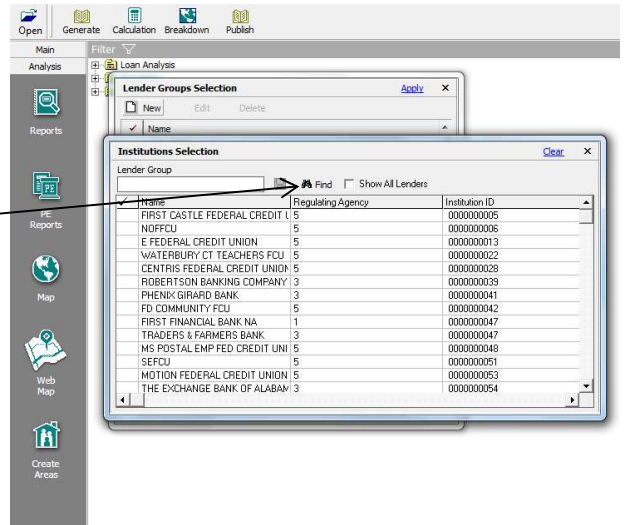 Open Generate Calculation Breakdown Publish
Main
Filter
Analysis
Loan Analysis
Reports
PE
PE
Reports
Map
Web
Map
Create
Areas
Lender Groups Selection Apply X
New Edit Delete
Name
Institutions Selection Clear X
Lender Group
Find Show All Lenders
Name Regulating Agency Institution ID
FIRST CASTLE FEDERAL CREDIT U 5 0000000005
NOFFCU 5 0000000006
E FEDERAL CREDIT UNION 5 0000000013
WATERBURY CT TEACHERS FCU 5 0000000022
CENTRIS FEDERAL CREDIT UNION 5 0000000028
ROBERTSON BANKING COMPANY 3 0000000039
PHENIX GIRARD BANK 3 0000000041
FD COMMUNITY FCU 5 0000000042
FIRST FINANCIAL BANK NA 1 0000000047
TRADERS & FARMERS BANK 3 0000000047
MS POSTAL EMP FED CREDIT UNI 5 0000000048
SEFCU 5 0000000051
MOTION FEDERAL CREDIT UNION 5 0000000053
THE EXCHANGE BANK OF ALABAM 3 0000000054